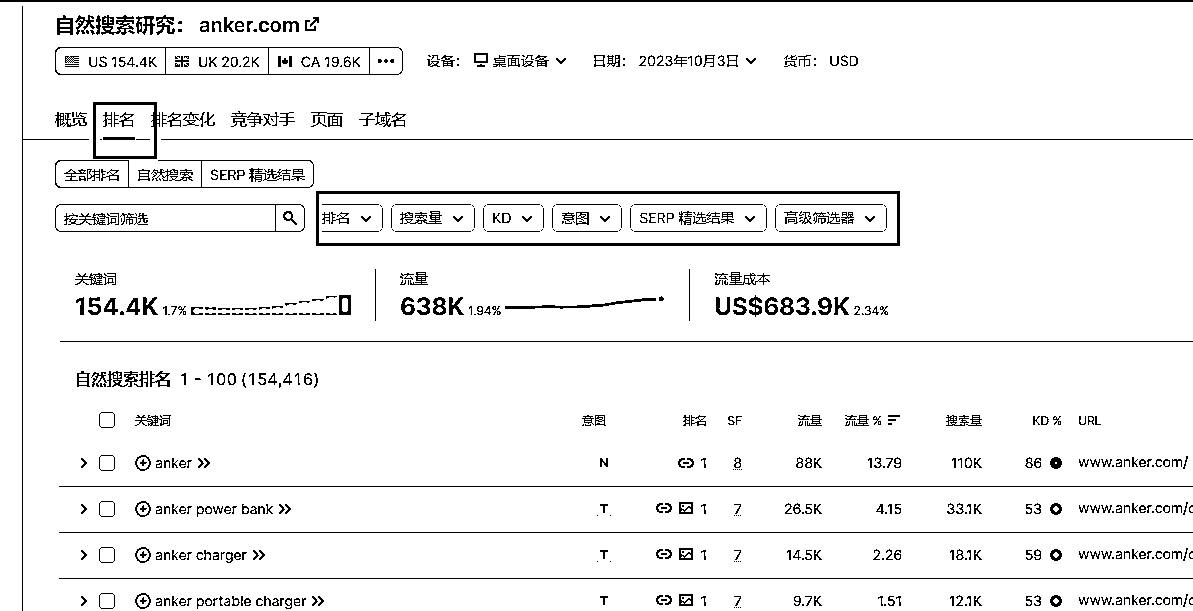 自然搜索研究： anker.com
US 154.4K UK 20.2K CA 19.6K ••• 设备： 桌面设备 日期： 2023年10月3日 货币： USD
概览 排名 排名变化 竞争对手 页面 子域名
全部排名 自然搜索 SERP 精选结果
按关键词筛选 排名 搜索量 KD 意图 SERP 精选结果 高级筛选器
关键词 流量 流量成本
154.4K 1.7% 638K 1.94% US$683.9K 2.34%
自然搜索排名 1 - 100 (154,416)
关键词 意图 排名 SF 流量 流量 % 搜索量 KD % URL
anker N 1 8 88K 13.79 110K 86 www.anker.com/
anker power bank T 1 7 26.5K 4.15 33.1K 53 www.anker.com/c
anker charger T 1 7 14.5K 2.26 18.1K 59 www.anker.com/c
anker portable charger T 1 7 9.7K 1.51 12.1K 53 www.anker.com/c